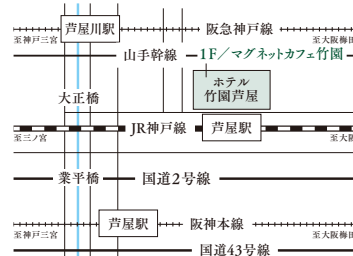 芦屋川駅 阪急神戸線
至神戸三宮 至大阪梅田
山手幹線 1F／マグネットカフェ竹園
ホテル
竹園芦屋
大正橋
JR神戸線 芦屋駅
至三ノ宮 至大阪
業平橋 国道2号線
芦屋駅 阪神本線
至神戸三宮 至大阪梅田
国道43号線